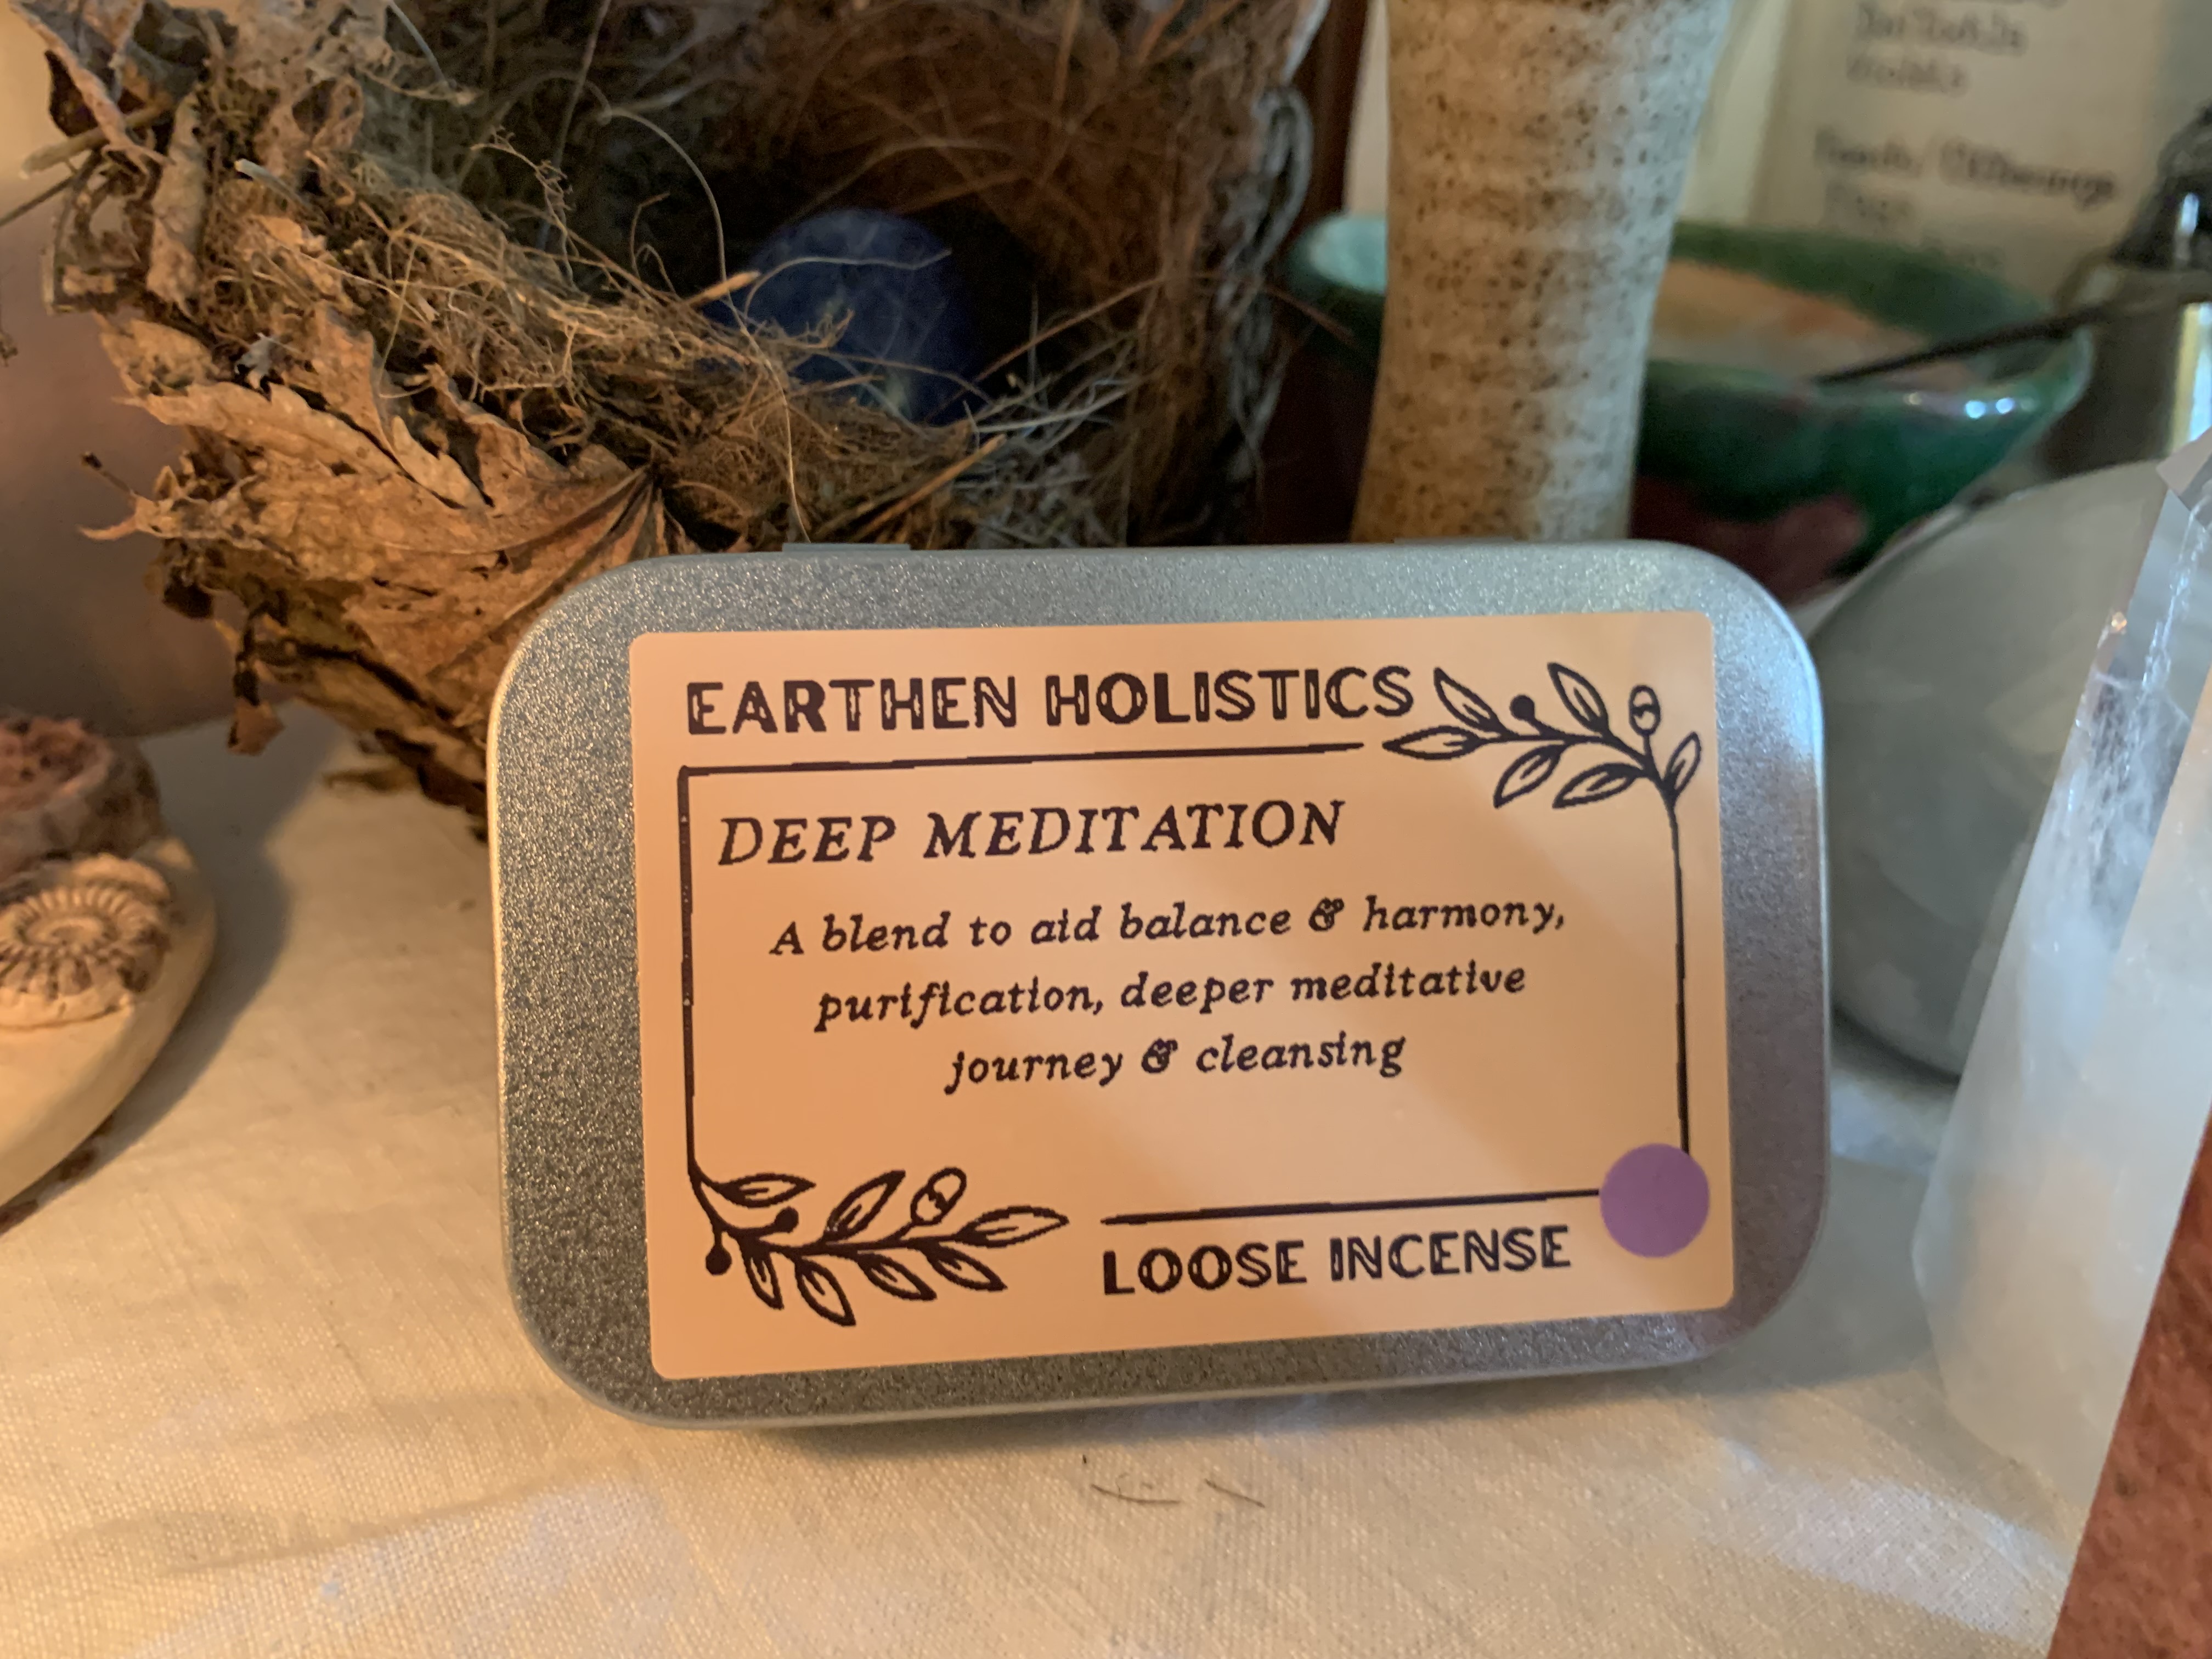 EARTHEN HOLISTICS
DEEP MEDITATION
A blend to aid balance & harmony,
purification, deeper meditative
journey & cleansing
LOOSE INCENSE